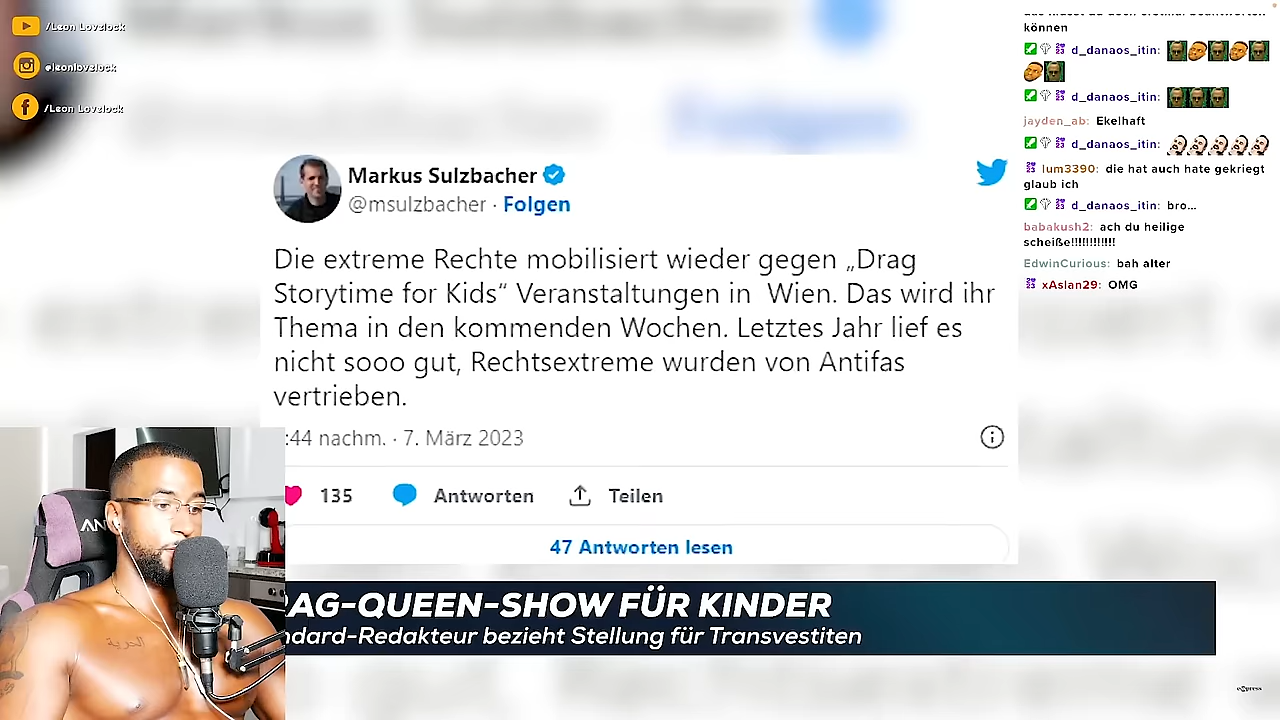 /Leon Lovelock
@leonlovelock
/Leon Lovelock
Markus Sulzbacher
@msulzbacher · Folgen
Die extreme Rechte mobilisiert wieder gegen „Drag
Storytime for Kids“ Veranstaltungen in Wien. Das wird ihr
Thema in den kommenden Wochen. Letztes Jahr lief es
nicht sooo gut, Rechtsextreme wurden von Antifas
vertrieben.
:44 nachm. · 7. März 2023
135 Antworten Teilen
47 Antworten lesen
AG-QUEEN-SHOW FÜR KINDER
ndard-Redakteur bezieht Stellung für Transvestiten
AN
الحرية
können
d_danaos_itin:
d_danaos_itin:
jayden_ab: Ekelhaft
d_danaos_itin:
lum3390: die hat auch hate gekriegt
glaub ich
d_danaos_itin: bro...
babakush2: ach du heilige
scheiße!!!!!!!!!!!!
EdwinCurious: bah alter
xAslan29: OMG
express